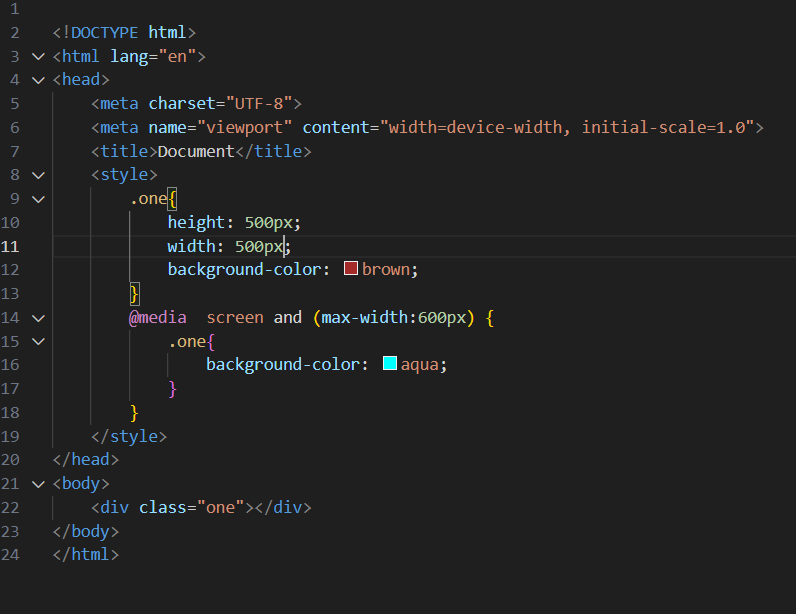 1
2 <!DOCTYPE html>
3 <html lang="en">
4 <head>
5     <meta charset="UTF-8">
6     <meta name="viewport" content="width=device-width, initial-scale=1.0">
7     <title>Document</title>
8     <style>
9         .one{
10             height: 500px;
11             width: 500px;
12             background-color: brown;
13         }
14         @media  screen and (max-width:600px) {
15             .one{
16                 background-color: aqua;
17             }
18         }
19     </style>
20 </head>
21 <body>
22     <div class="one"></div>
23 </body>
24 </html>